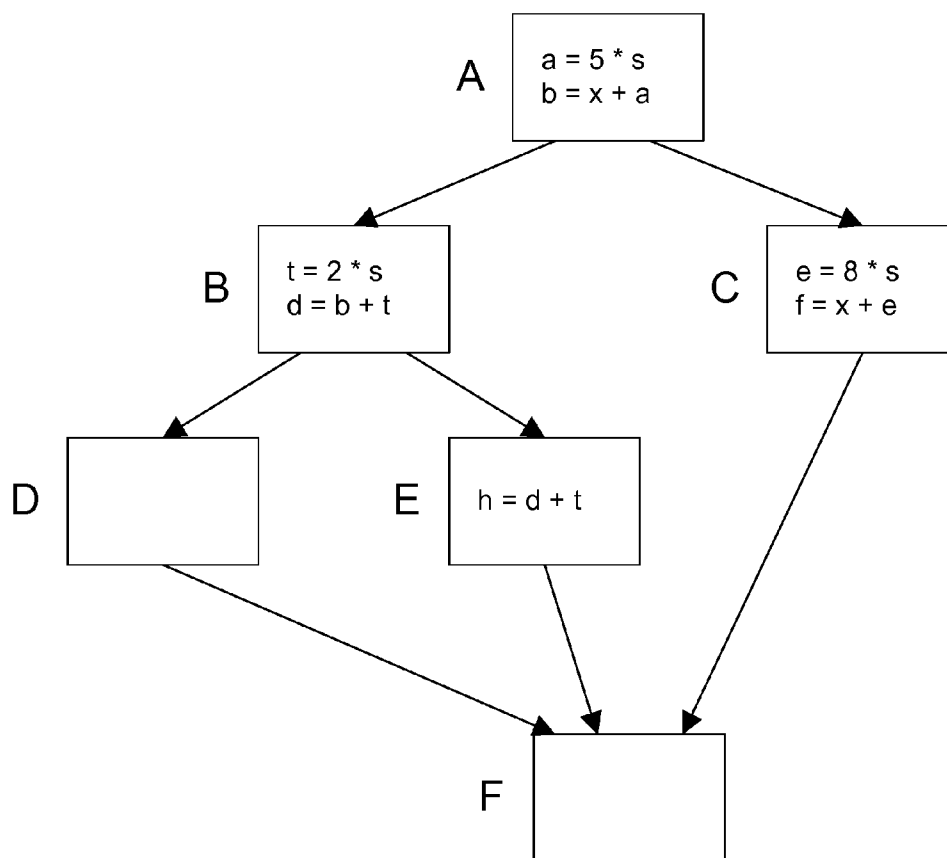 A
a = 5 * s
b = x + a
B
t = 2 * s
d = b + t
C
e = 8 * s
f = x + e
D
E
h = d + t
F